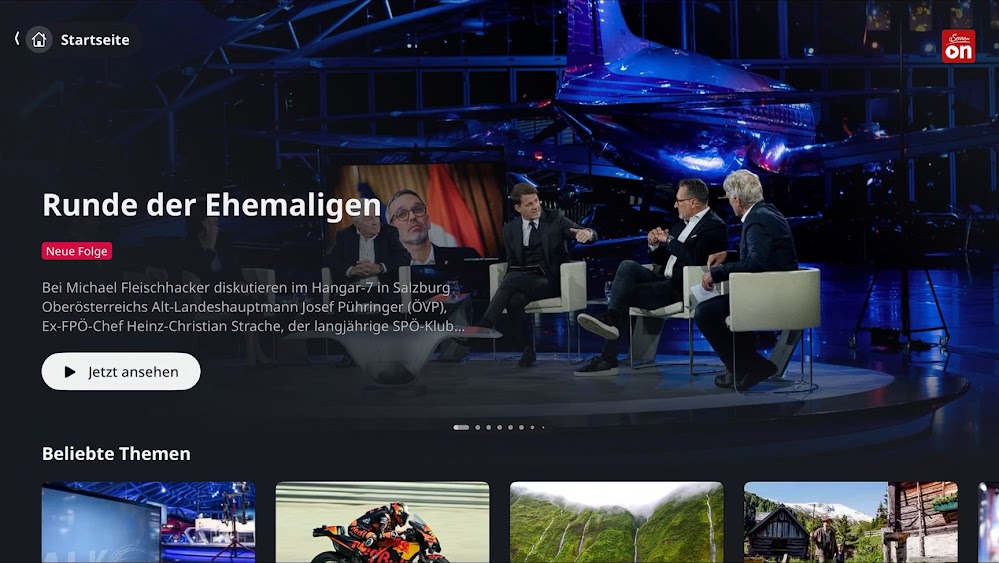 Startseite
Servus
on
Runde der Ehemaligen
Neue Folge
Bei Michael Fleischhacker diskutieren im Hangar-7 in Salzburg
Oberösterreichs Alt-Landeshauptmann Josef Pühringer (ÖVP),
Ex-FPÖ-Chef Heinz-Christian Strache, der langjährige SPÖ-Klub...
Jetzt ansehen
Beliebte Themen